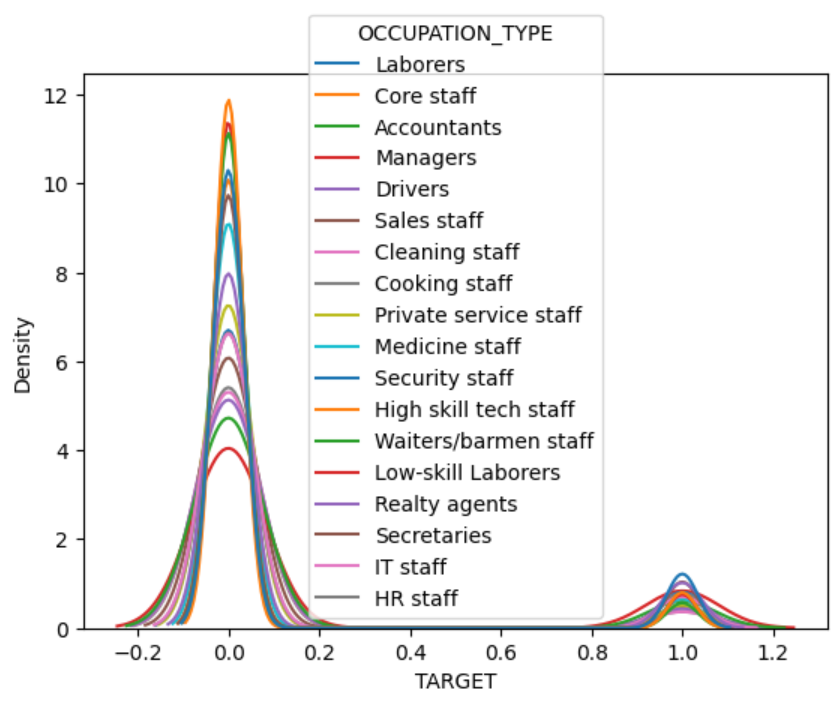 OCCUPATION_TYPE
Laborers
Core staff
Accountants
Managers
Drivers
Sales staff
Cleaning staff
Cooking staff
Private service staff
Medicine staff
Security staff
High skill tech staff
Waiters/barmen staff
Low-skill Laborers
Realty agents
Secretaries
IT staff
HR staff
12
10
8
6
4
2
0
Density
−0.2 0.0 0.2 0.4 0.6 0.8 1.0 1.2
TARGET